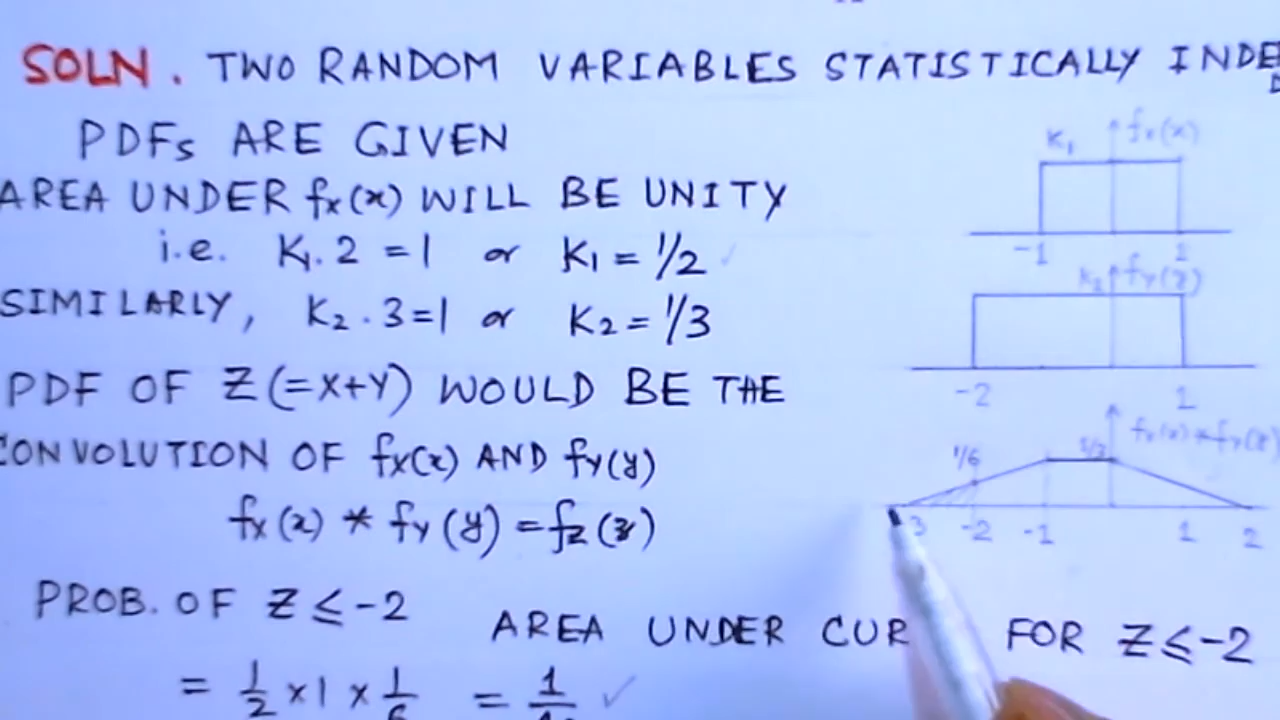 SOLN. TWO RANDOM VARIABLES STATISTICALLY INDE
PDFs ARE GIVEN
AREA UNDER fx(x) WILL BE UNITY
i.e. K₁.2 = 1 or K₁ = 1/2
SIMILARLY, K₂.3=1 or K₂ = 1/3
PDF OF Z(=X+Y) WOULD BE THE
CONVOLUTION OF fx(x) AND fy(y)
fx(x) * fy(y) = fz(z)
PROB. OF Z ≤ -2 AREA UNDER CUR FOR Z ≤ -2
= 1/2 × 1 × 1/6 = 1/
K₁ fx(x)
-1 1
K₂ fy(y)
-2 1
fx(x) * fy(y)
1/6 1/3
-3 -2 -1 1 2